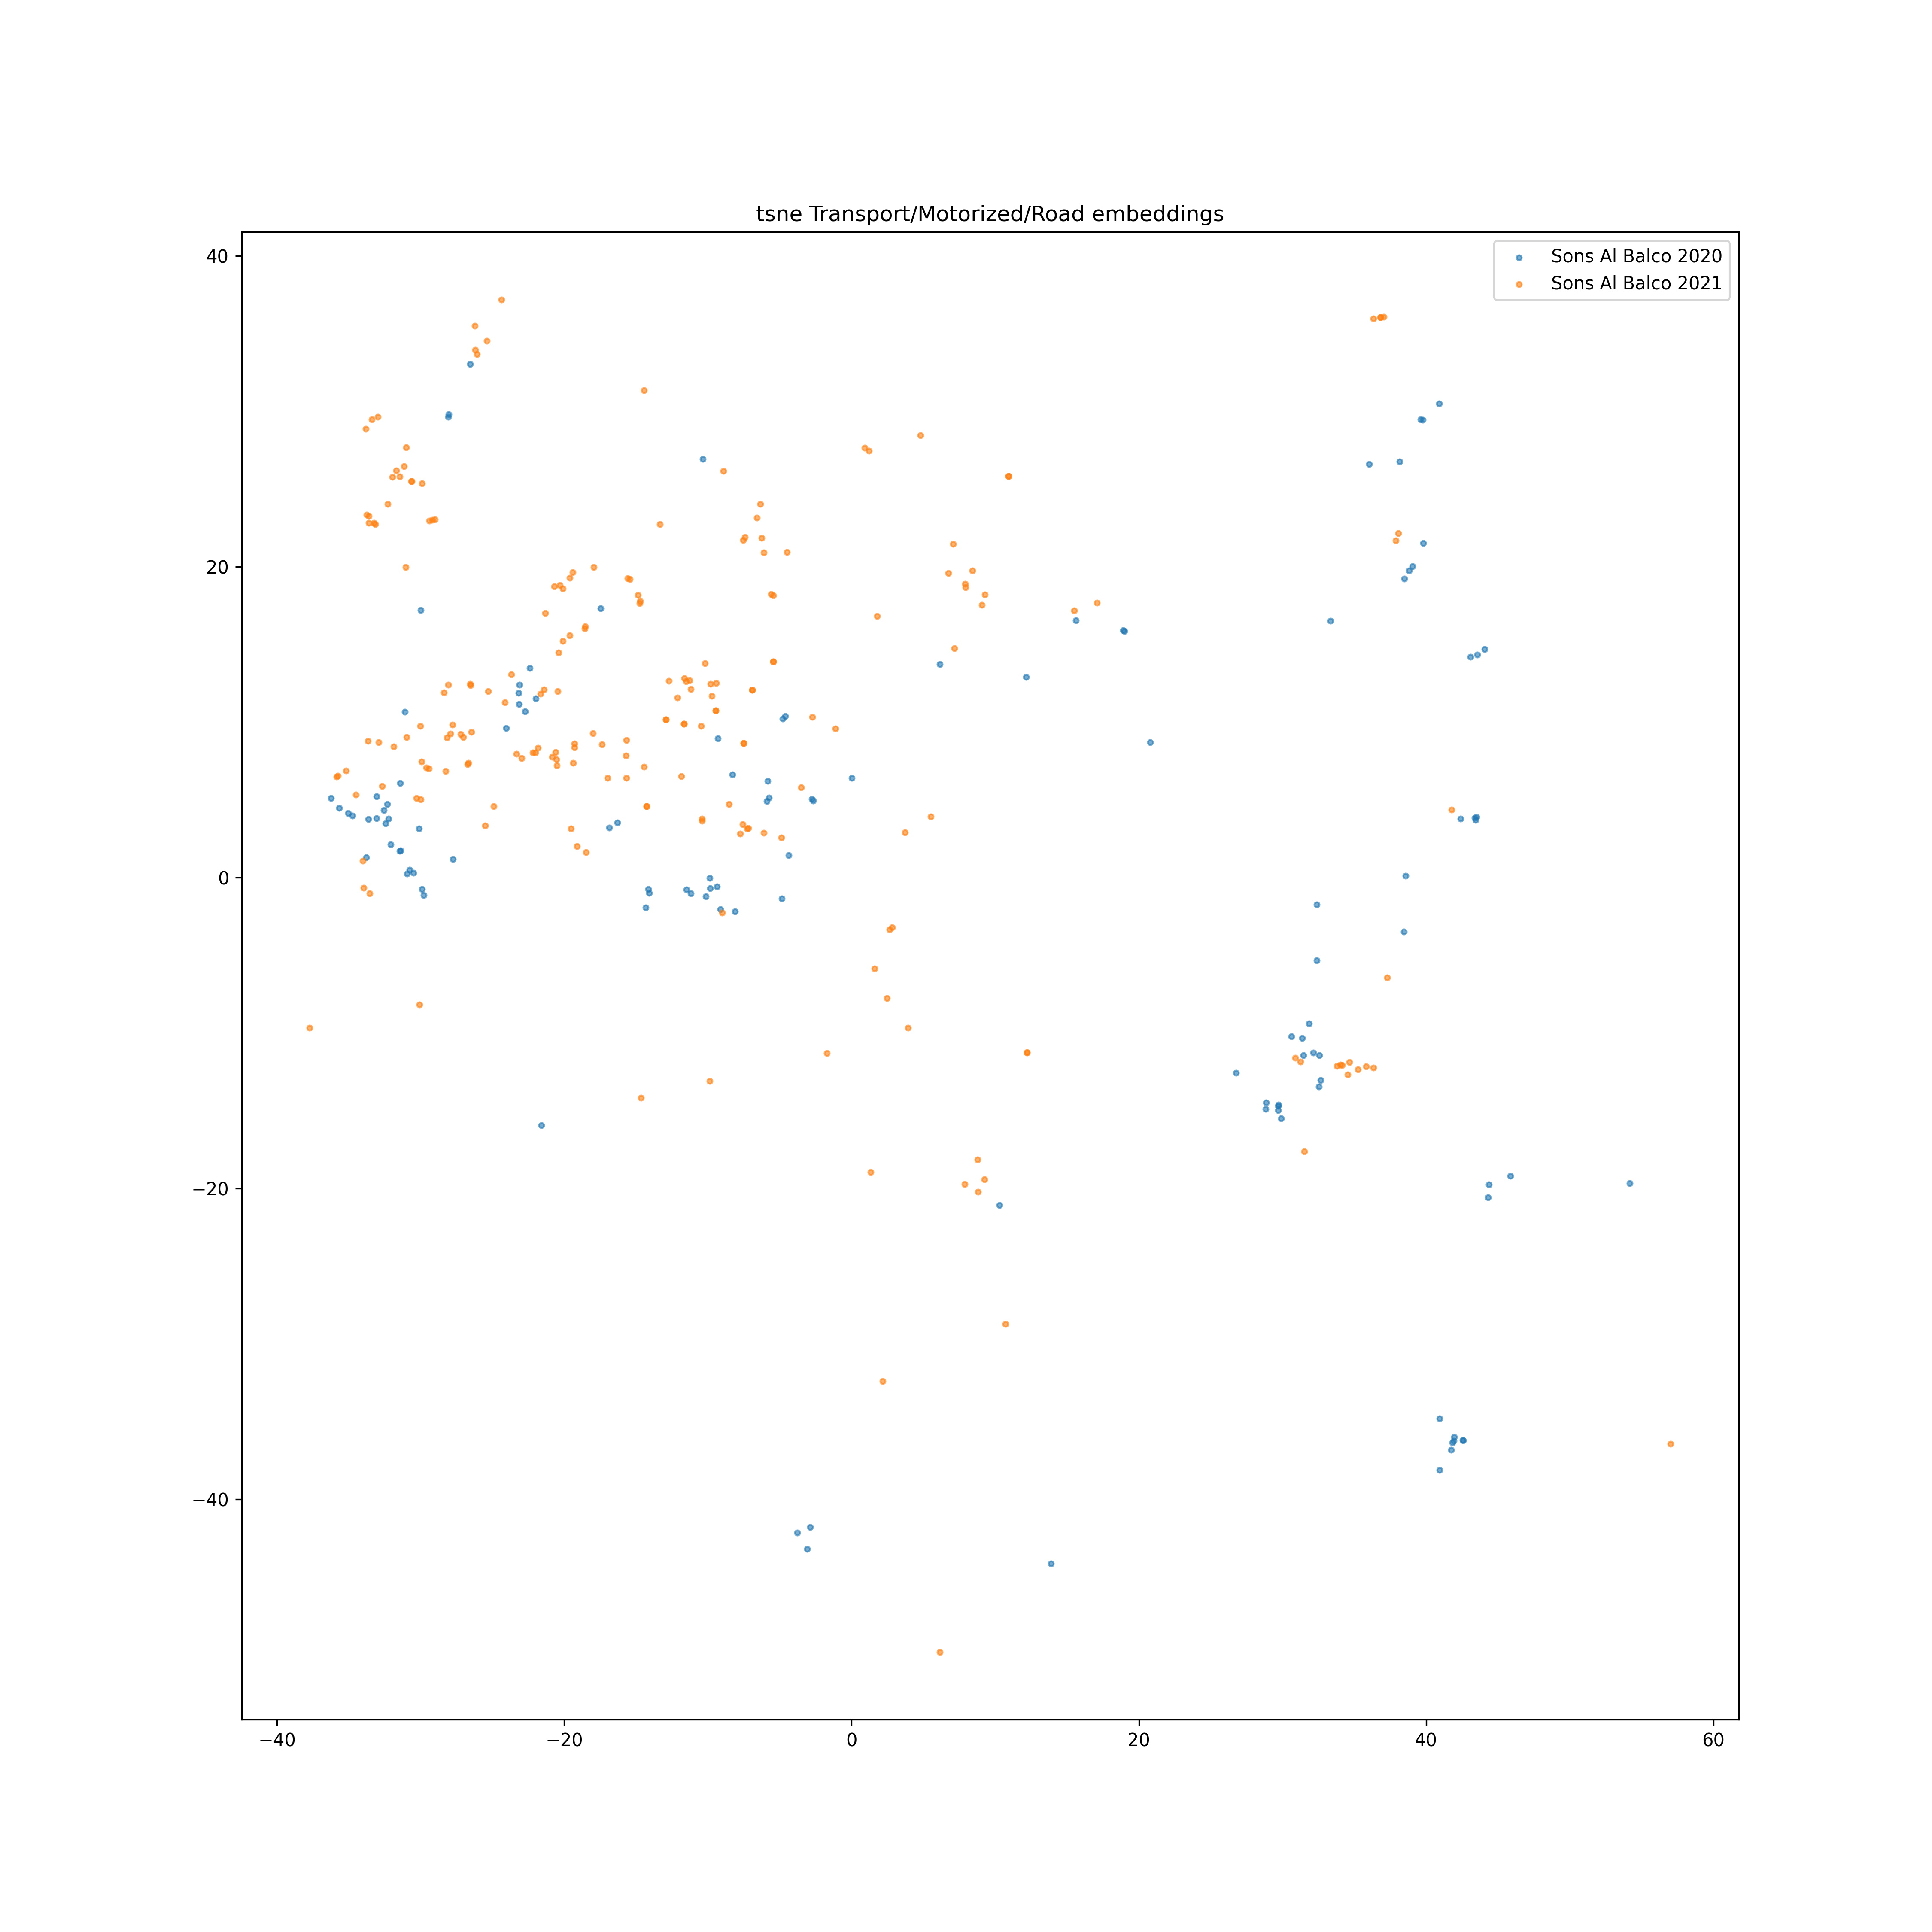 tsne Transport/Motorized/Road embeddings
Sons Al Balco 2020
Sons Al Balco 2021
40
20
0
−20
−40
−40 −20 0 20 40 60